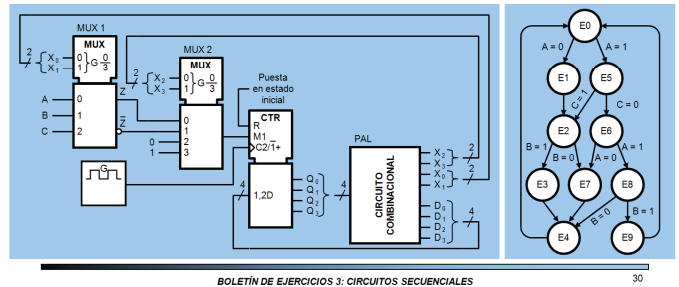 MUX 1
MUX
X₀
X₁
2
0
1
G 0/3
A
B
C
0
1
2
Z
Z̅
MUX 2
MUX
2
X₂
X₃
0
1
G 0/3
0
1
0
1
2
3
Puesta
en estado
inicial
CTR
R
M1
C2/1̅+
1,2D
G
4
Q₀
Q₁
Q₂
Q₃
4
PAL
CIRCUITO
COMBINACIONAL
X₂
X₃
X₀
X₁
2
2
D₀
D₁
D₂
D₃
4
E0
A = 0
A = 1
E1
E5
C = 1
C = 0
E2
E6
B = 1
B = 0
A = 0
A = 1
E3
E7
E8
B = 0
B = 1
E4
E9
BOLETÍN DE EJERCICIOS 3: CIRCUITOS SECUENCIALES
30